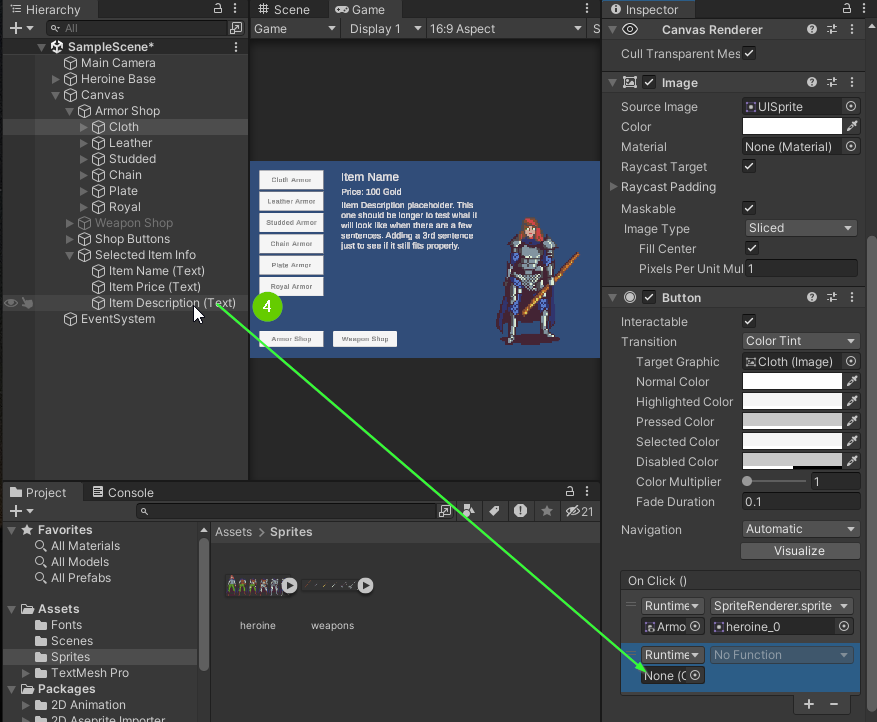 Hierarchy
All
SampleScene*
Main Camera
Heroine Base
Canvas
Armor Shop
Cloth
Leather
Studded
Chain
Plate
Royal
Weapon Shop
Shop Buttons
Selected Item Info
Item Name (Text)
Item Price (Text)
Item Description (Text)
EventSystem
Scene
Game
Game
Display 1
16:9 Aspect
S
Cloth Armor
Leather Armor
Studded Armor
Chain Armor
Plate Armor
Royal Armor
Armor Shop
Weapon Shop
Item Name
Price: 100 Gold
Item Description placeholder. This
one should be longer to test what it
will look like when there are a few
sentences. Adding a 3rd sentence
just to see if it still fits properly.
4
Project
Console
21
Favorites
All Materials
All Models
All Prefabs
Assets
Fonts
Scenes
Sprites
TextMesh Pro
Packages
2D Animation
2D Aseprite Importer
Assets > Sprites
heroine
weapons
Inspector
Canvas Renderer
Cull Transparent Mes
Image
Source Image
UISprite
Color
Material
None (Material)
Raycast Target
Raycast Padding
Maskable
Image Type
Sliced
Fill Center
Pixels Per Unit Mul
1
Button
Interactable
Transition
Color Tint
Target Graphic
Cloth (Image)
Normal Color
Highlighted Color
Pressed Color
Selected Color
Disabled Color
Color Multiplier
1
Fade Duration
0.1
Navigation
Automatic
Visualize
On Click ()
Runtime
SpriteRenderer.sprite
Armo
heroine_0
Runtime
No Function
None (C